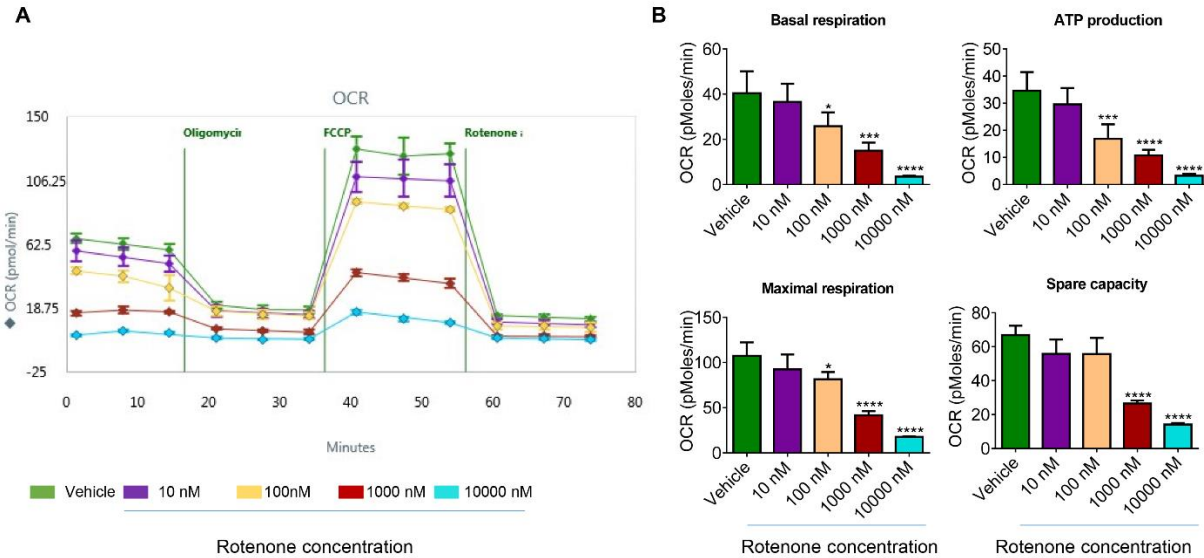 A
OCR
OCR (pmol/min)
150
106.25
62.5
18.75
-25
Oligomycir
FCCP
Rotenone :
0 10 20 30 40 50 60 70 80
Minutes
Vehicle 10 nM 100nM 1000 nM 10000 nM
Rotenone concentration
B
Basal respiration
OCR (pMoles/min)
60
40
20
0
* *** ****
Vehicle 10 nM 100 nM 1000 nM 10000 nM
ATP production
OCR (pMoles/min)
50
40
30
20
10
0
*** **** ****
Vehicle 10 nM 100 nM 1000 nM 10000 nM
Maximal respiration
OCR (pMoles/min)
150
100
50
0
* **** ****
Vehicle 10 nM 100 nM 1000 nM 10000 nM
Rotenone concentration
Spare capacity
OCR (pMoles/min)
80
60
40
20
0
**** ****
Vehicle 10 nM 100 nM 1000 nM 10000 nM
Rotenone concentration